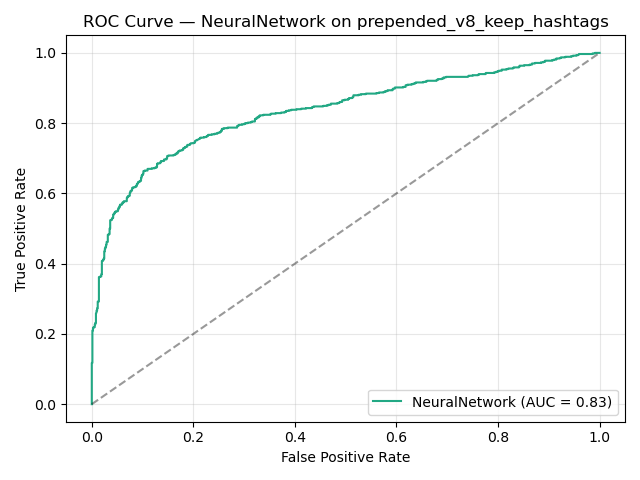 ROC Curve — NeuralNetwork on prepended_v8_keep_hashtags
1.0
0.8
0.6
0.4
0.2
0.0
True Positive Rate
NeuralNetwork (AUC = 0.83)
0.0 0.2 0.4 0.6 0.8 1.0
False Positive Rate